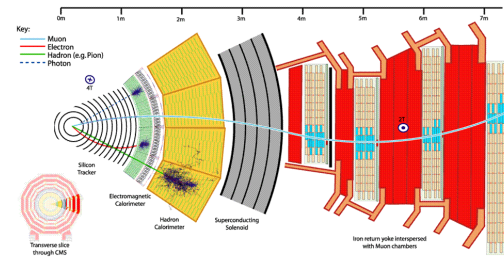 0m 1m 2m 3m 4m 5m 6m 7m
Key:
Muon
Electron
Hadron (e.g. Pion)
Photon
4T
2T
Silicon
Tracker
Electromagnetic
Calorimeter
Hadron
Calorimeter
Superconducting
Solenoid
Iron return yoke interspersed
with Muon chambers
Transverse slice
through CMS